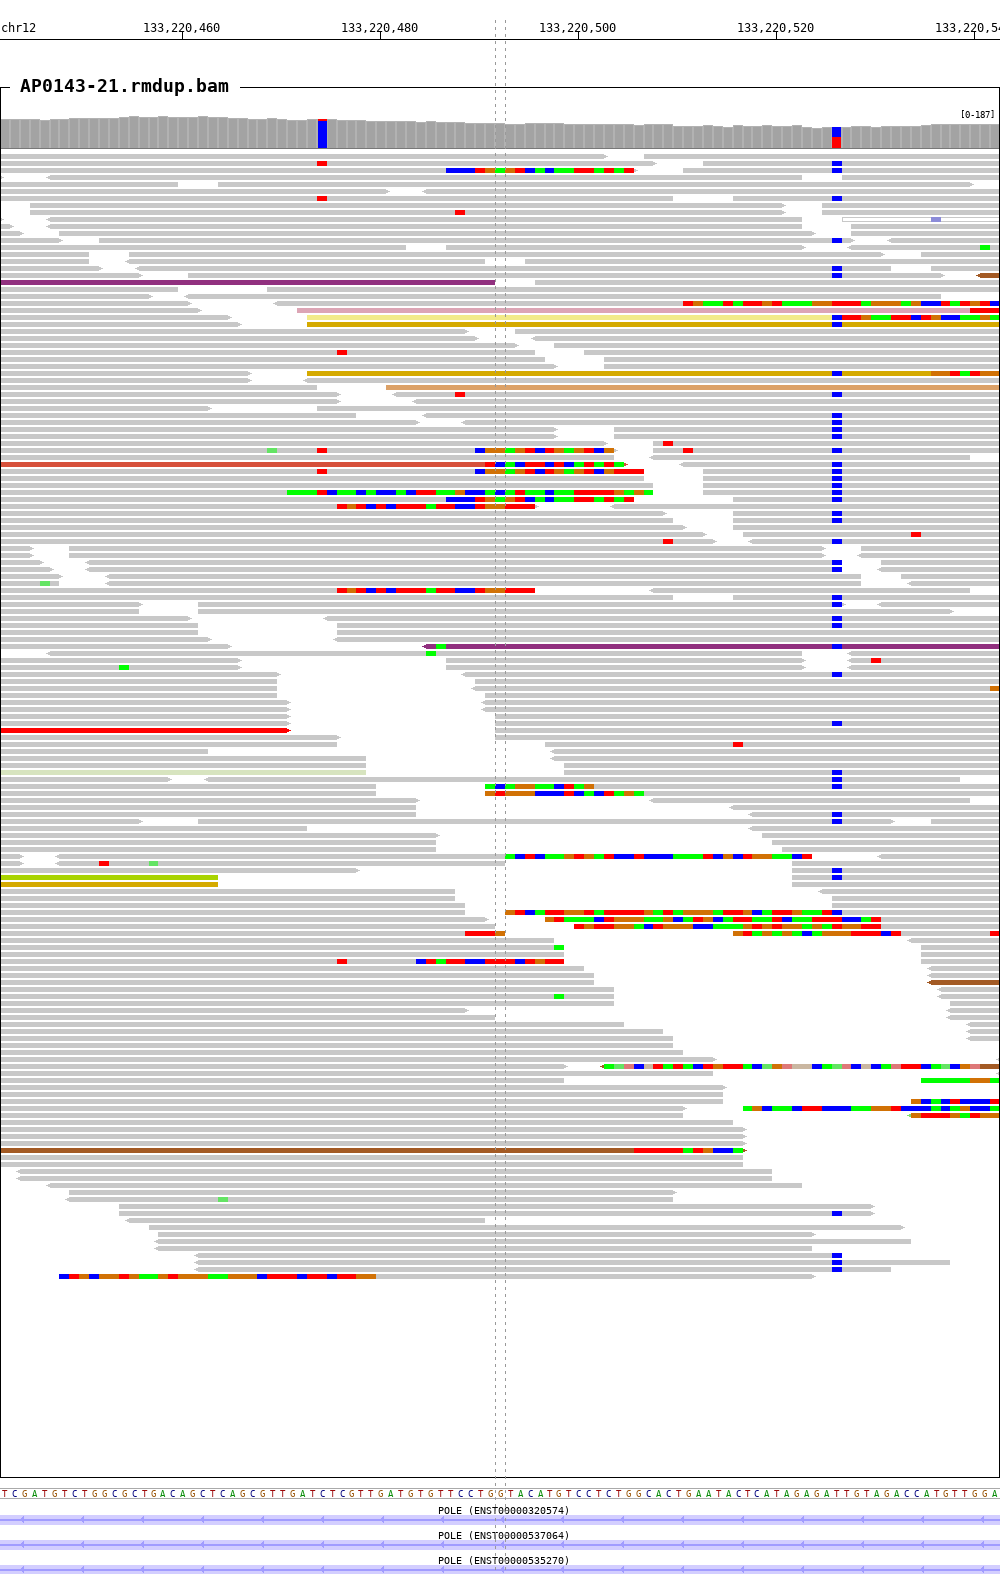 chr12 133,220,460 133,220,480 133,220,500 133,220,520 133,220,54
AP0143-21.rmdup.bam
[0-187]
T C G A T G T C T G G C G C T G A C A G C T C A G C G T T G A T C T C G T T G A T G T G T T C C T G G T A C A T G T C C T C T G G C A C T G A A T A C T C A T A G A G A T T G T A G A C C A T G T T G G A
POLE (ENST00000320574)
POLE (ENST00000537064)
POLE (ENST00000535270)